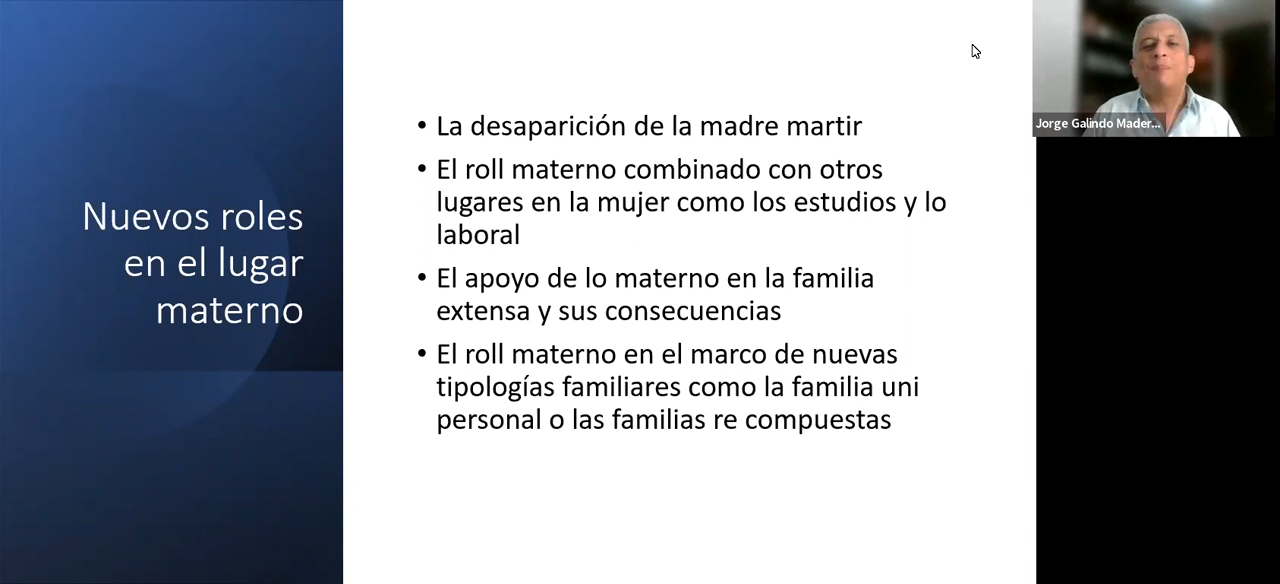 Nuevos roles
en el lugar
materno
• La desaparición de la madre martir
• El roll materno combinado con otros
lugares en la mujer como los estudios y lo
laboral
• El apoyo de lo materno en la familia
extensa y sus consecuencias
• El roll materno en el marco de nuevas
tipologías familiares como la familia uni
personal o las familias re compuestas
Jorge Galindo Mader...